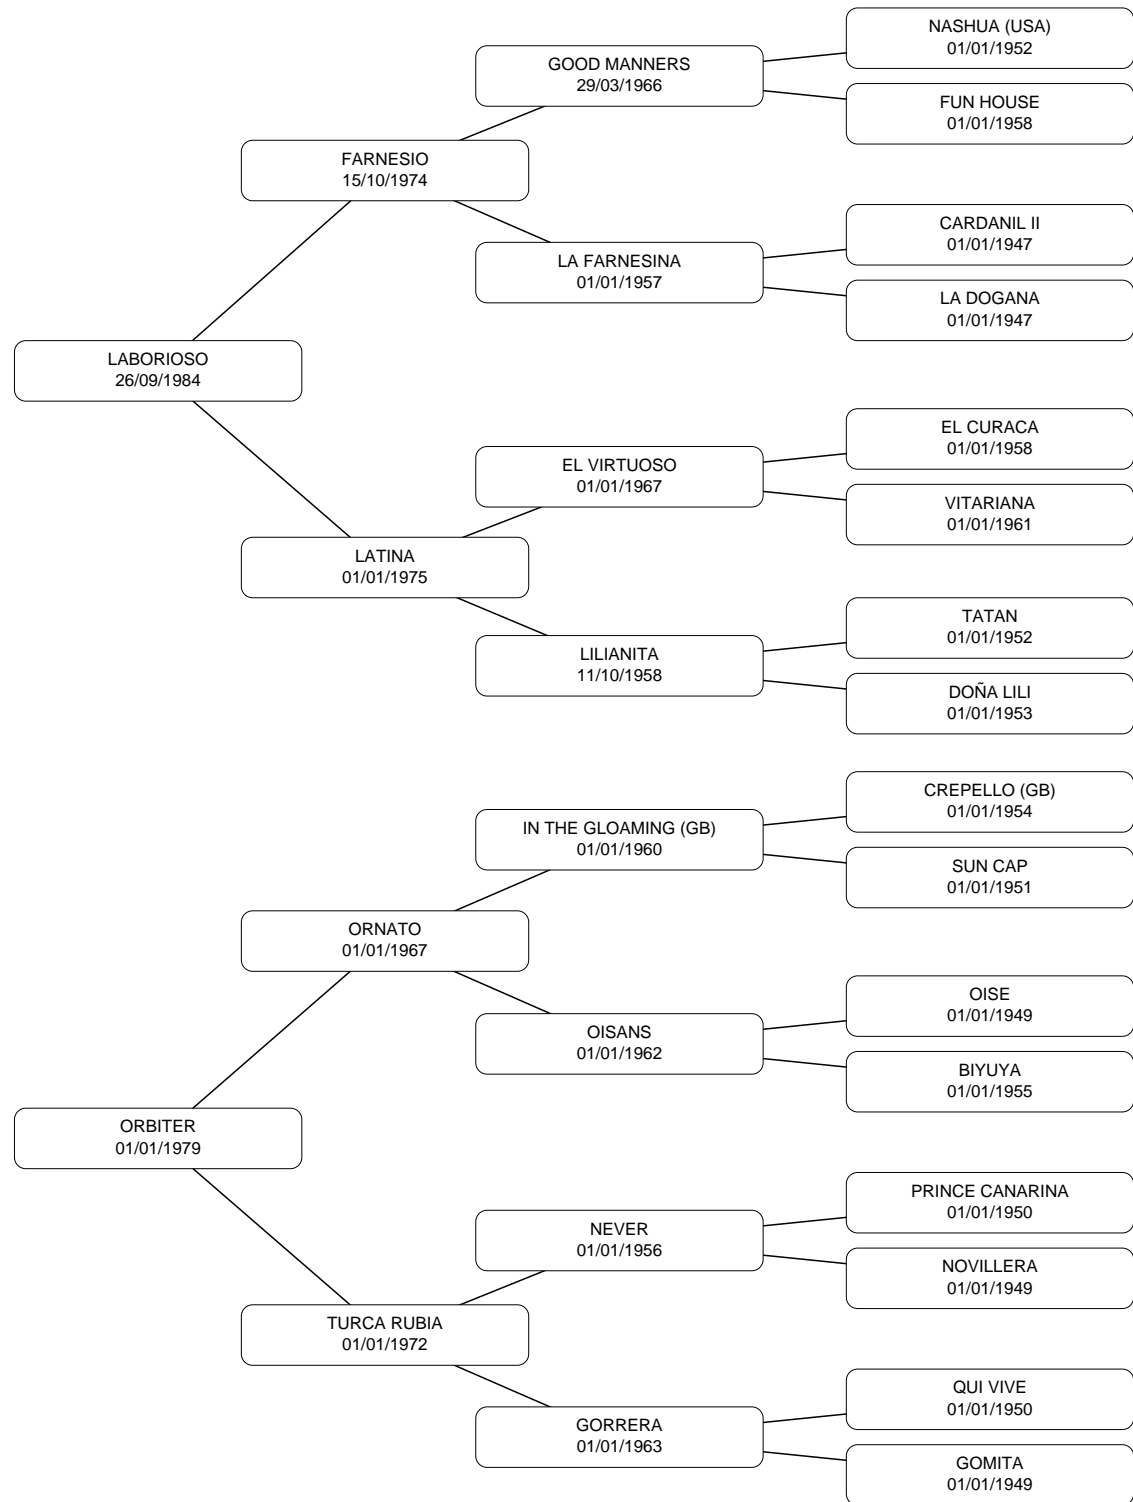 NASHUA (USA)
01/01/1952
GOOD MANNERS
29/03/1966
FUN HOUSE
01/01/1958
FARNESIO
15/10/1974
CARDANIL II
01/01/1947
LA FARNESINA
01/01/1957
LA DOGANA
01/01/1947
LABORIOSO
26/09/1984
EL CURACA
01/01/1958
EL VIRTUOSO
01/01/1967
VITARIANA
01/01/1961
LATINA
01/01/1975
TATAN
01/01/1952
LILIANITA
11/10/1958
DOÑA LILI
01/01/1953
CREPELLO (GB)
01/01/1954
IN THE GLOAMING (GB)
01/01/1960
SUN CAP
01/01/1951
ORNATO
01/01/1967
OISE
01/01/1949
OISANS
01/01/1962
BIYUYA
01/01/1955
ORBITER
01/01/1979
PRINCE CANARINA
01/01/1950
NEVER
01/01/1956
NOVILLERA
01/01/1949
TURCA RUBIA
01/01/1972
QUI VIVE
01/01/1950
GORRERA
01/01/1963
GOMITA
01/01/1949